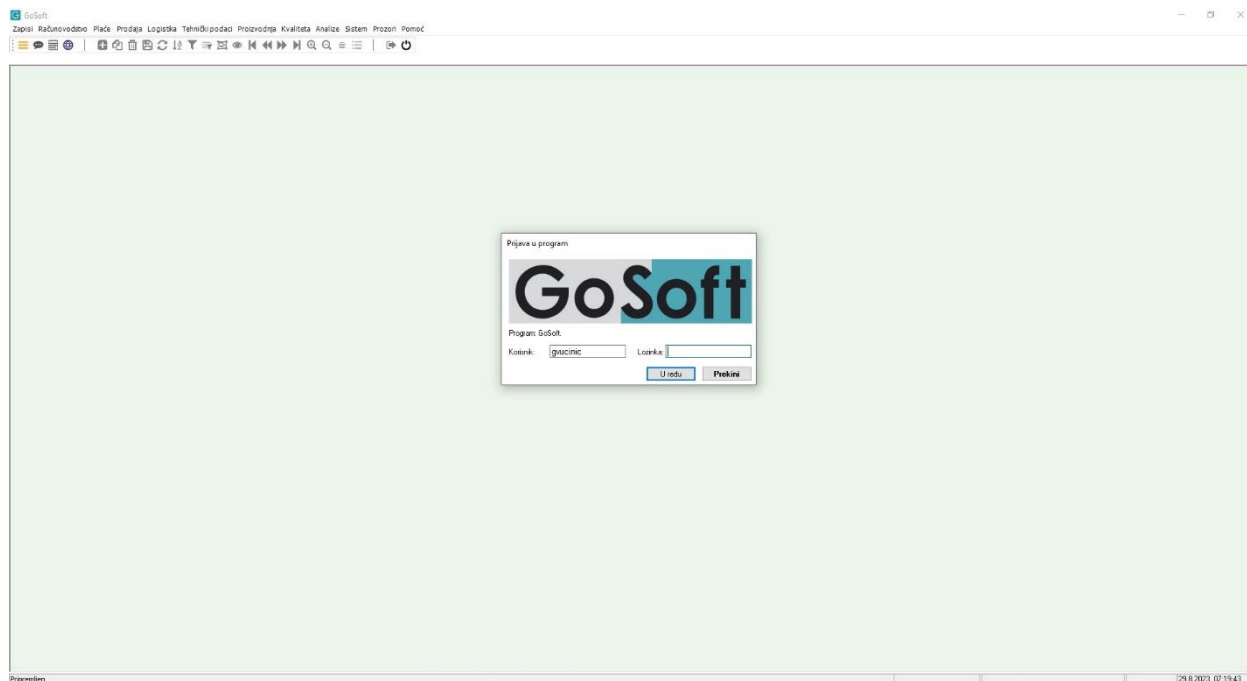 GoSoft
Zapisi Računovodstvo Plaće Prodaja Logistika Tehnički podaci Proizvodnja Kvaliteta Analize Sistem Prozori Pomoć
Prijava u program
GoSoft
Program: GoSoft.
Korisnik: gvucinic Lozinka:
U redu Prekini
Pripremljen 29.8.2023, 07:19:43